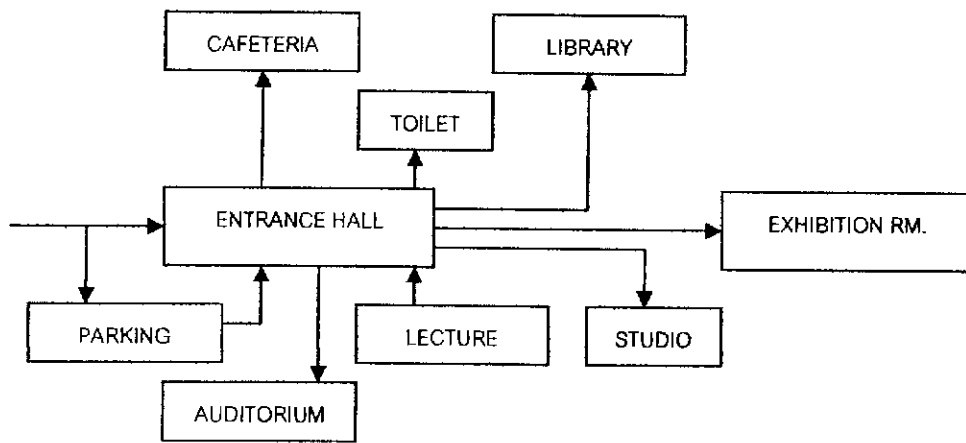 CAFETERIA
LIBRARY
TOILET
ENTRANCE HALL
EXHIBITION RM.
PARKING
LECTURE
STUDIO
AUDITORIUM